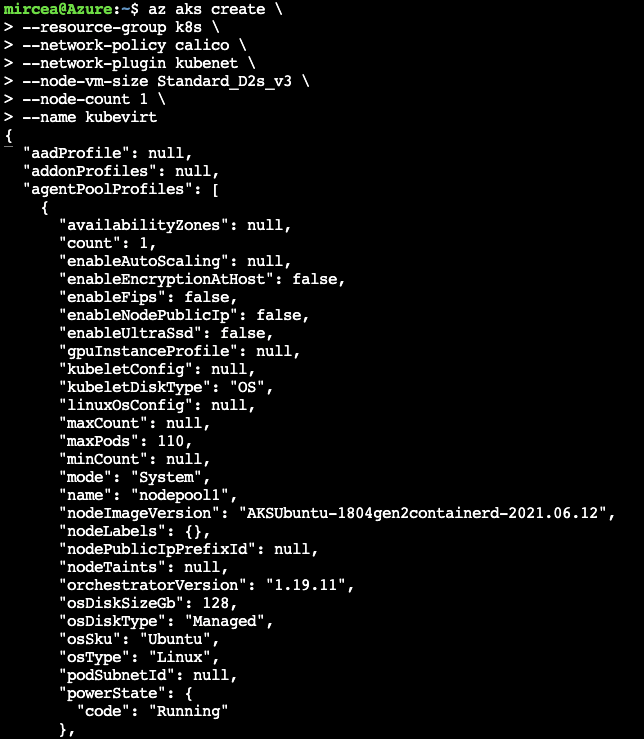 mircea@Azure:~$ az aks create \
> --resource-group k8s \
> --network-policy calico \
> --network-plugin kubenet \
> --node-vm-size Standard_D2s_v3 \
> --node-count 1 \
> --name kubevirt
{
  "aadProfile": null,
  "addonProfiles": null,
  "agentPoolProfiles": [
    {
      "availabilityZones": null,
      "count": 1,
      "enableAutoScaling": null,
      "enableEncryptionAtHost": false,
      "enableFips": false,
      "enableNodePublicIp": false,
      "enableUltraSsd": false,
      "gpuInstanceProfile": null,
      "kubeletConfig": null,
      "kubeletDiskType": "OS",
      "linuxOsConfig": null,
      "maxCount": null,
      "maxPods": 110,
      "minCount": null,
      "mode": "System",
      "name": "nodepool1",
      "nodeImageVersion": "AKSUbuntu-1804gen2containerd-2021.06.12",
      "nodeLabels": {},
      "nodePublicIpPrefixId": null,
      "nodeTaints": null,
      "orchestratorVersion": "1.19.11",
      "osDiskSizeGb": 128,
      "osDiskType": "Managed",
      "osSku": "Ubuntu",
      "osType": "Linux",
      "podSubnetId": null,
      "powerState": {
        "code": "Running"
      },